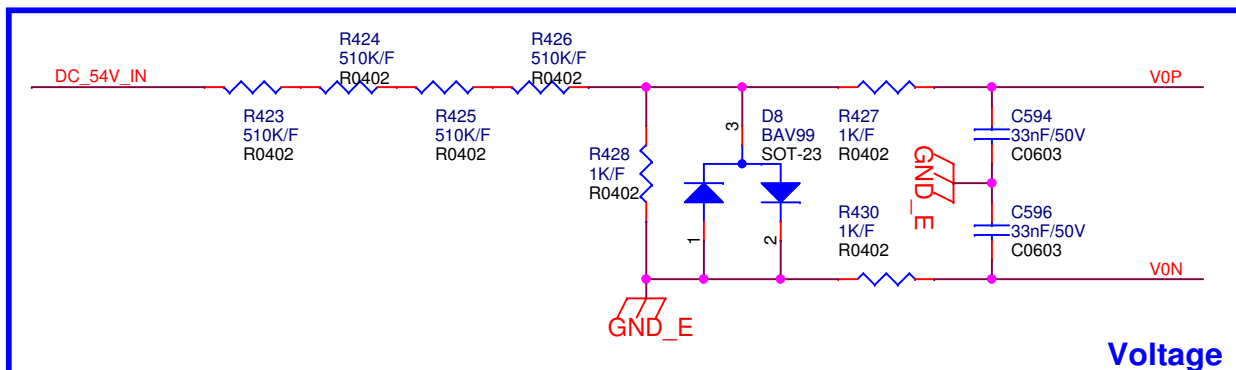 R424
510K/F
R0402
R426
510K/F
R0402
DC_54V_IN
V0P
R423
510K/F
R0402
R425
510K/F
R0402
R428
1K/F
R0402
3
D8
BAV99
SOT-23
1
2
R427
1K/F
R0402
GND_E
C594
33nF/50V
C0603
R430
1K/F
R0402
C596
33nF/50V
C0603
V0N
GND_E
Voltage